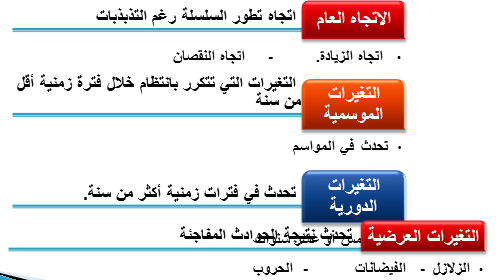 الاتجاه العام
اتجاه تطور السلسلة رغم التذبذبات
• اتجاه الزيادة. - اتجاه النقصان
التغيرات الموسمية
التغيرات التي تتكرر بانتظام خلال فترة زمنية أقل
من سنة
• تحدث في المواسم
التغيرات الدورية
تحدث في فترات زمنية أكثر من سنة.
التغيرات العرضية
تحدث نتيجة الحوادث المفاجئة
• الزلازل - الفيضانات - الحروب